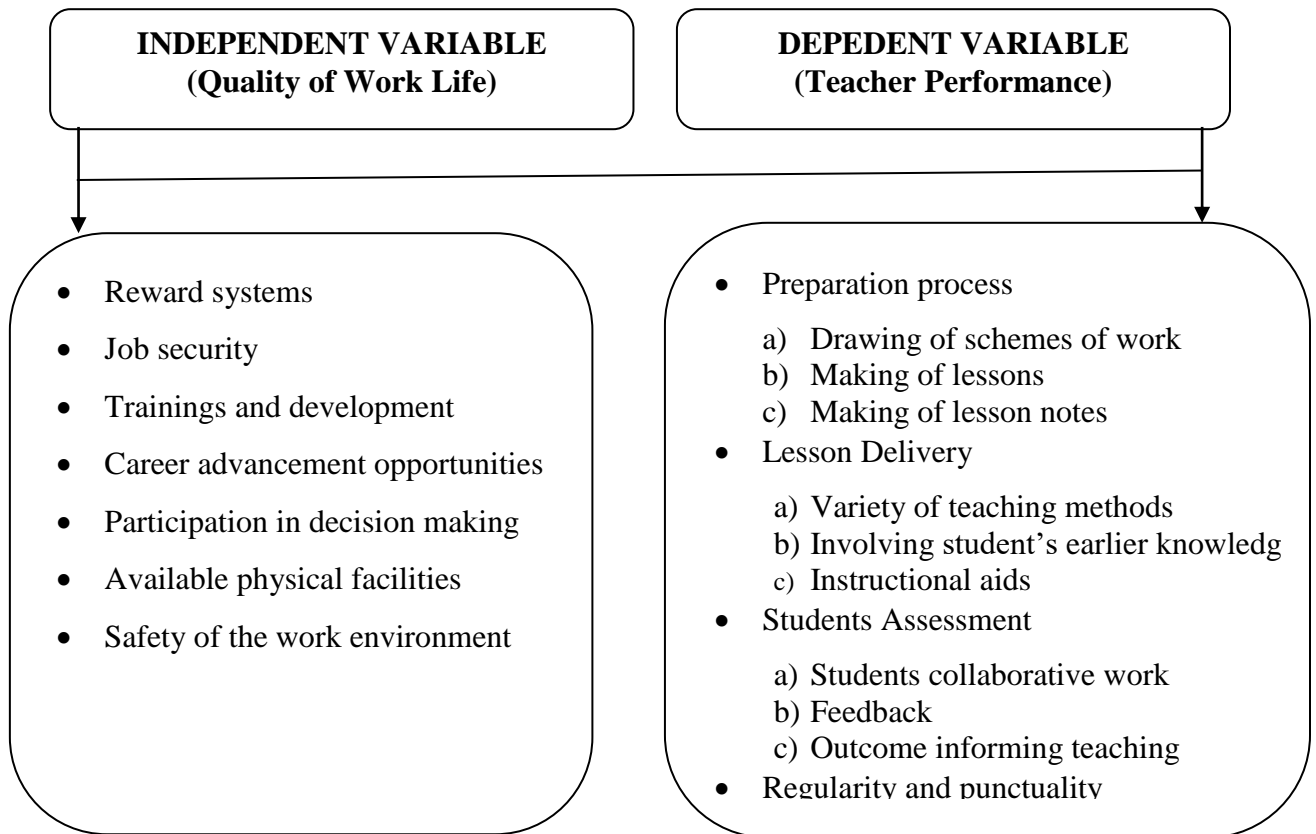 INDEPENDENT VARIABLE
(Quality of Work Life)
DEPEDENT VARIABLE
(Teacher Performance)
• Reward systems
• Job security
• Trainings and development
• Career advancement opportunities
• Participation in decision making
• Available physical facilities
• Safety of the work environment
• Preparation process
a) Drawing of schemes of work
b) Making of lessons
c) Making of lesson notes
• Lesson Delivery
a) Variety of teaching methods
b) Involving student’s earlier knowledg
c) Instructional aids
• Students Assessment
a) Students collaborative work
b) Feedback
c) Outcome informing teaching
• Regularity and punctuality